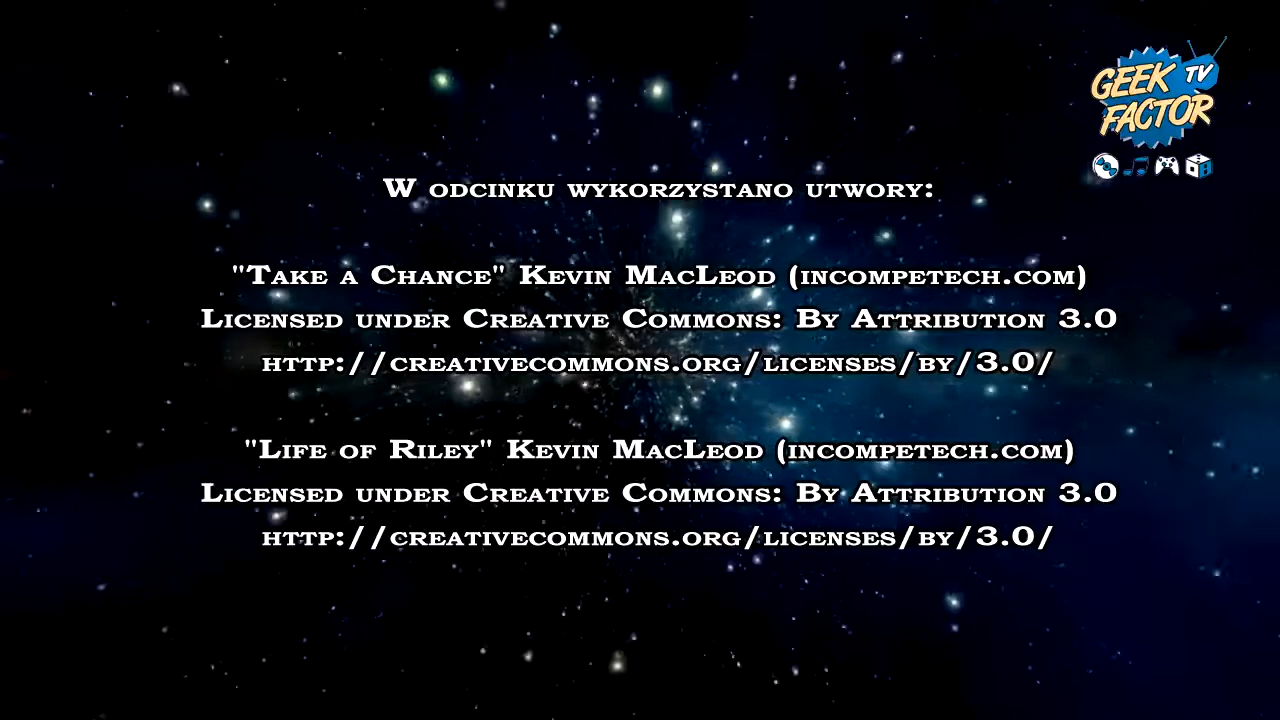 GEEK TV
FACTOR
W odcinku wykorzystano utwory:
"Take a Chance" Kevin MacLeod (incompetech.com)
Licensed under Creative Commons: By Attribution 3.0
http://creativecommons.org/licenses/by/3.0/
"Life of Riley" Kevin MacLeod (incompetech.com)
Licensed under Creative Commons: By Attribution 3.0
http://creativecommons.org/licenses/by/3.0/